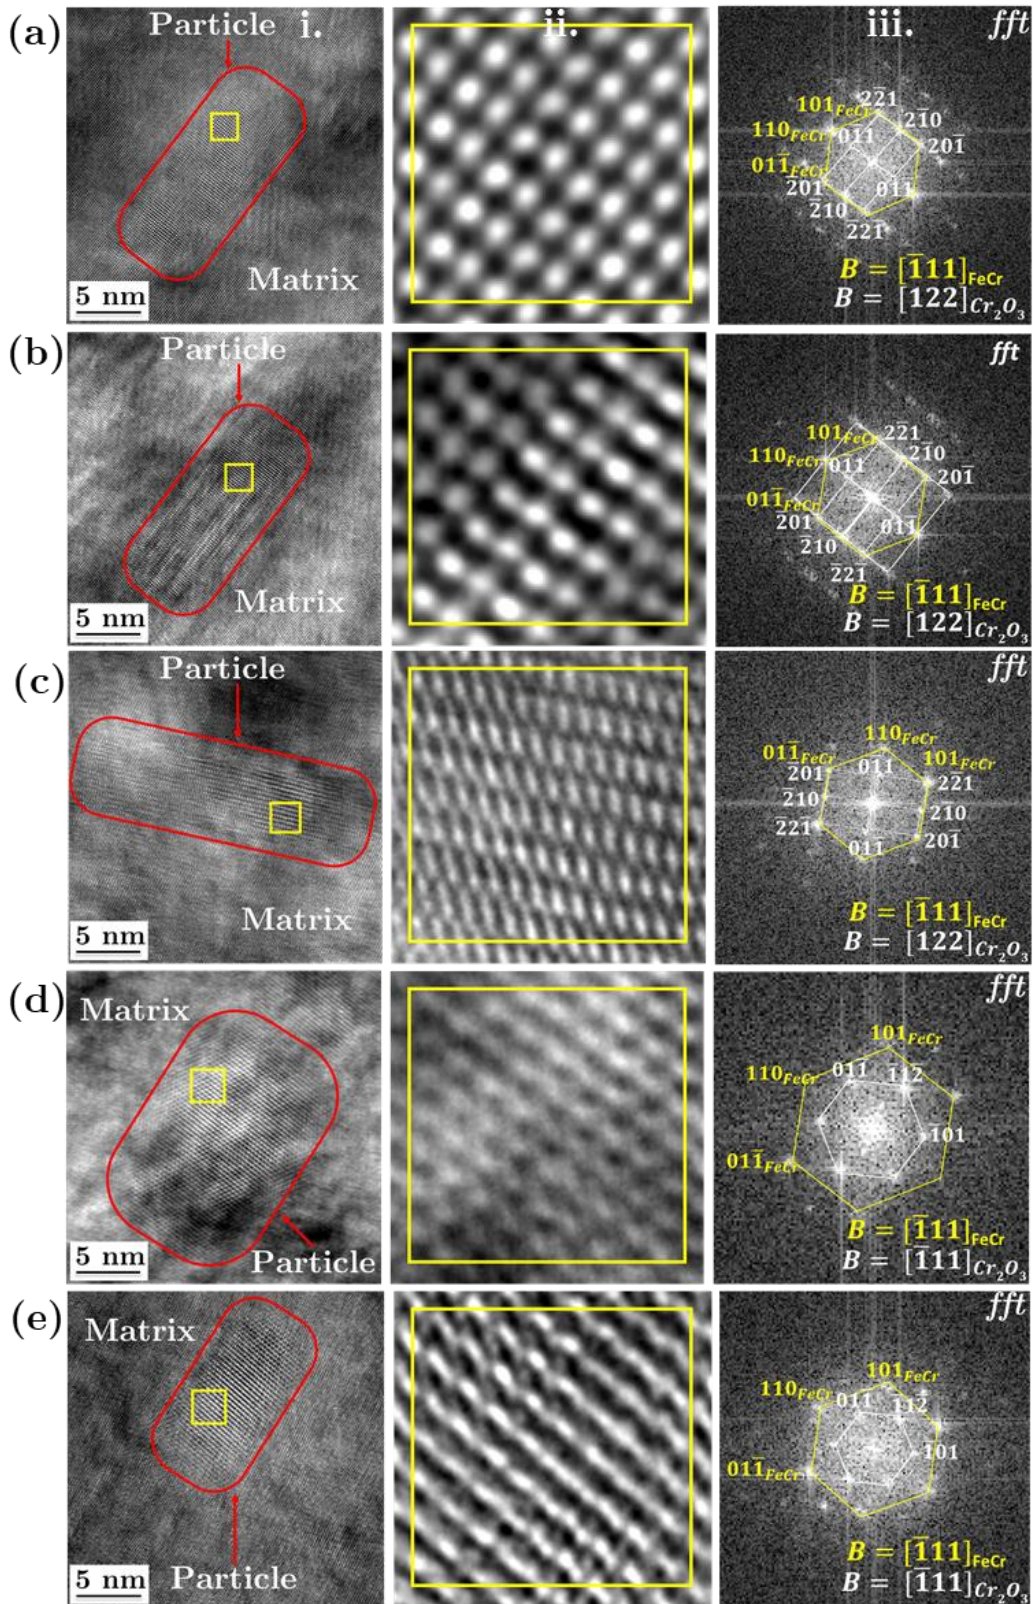 (a)
Particle
i.
Matrix
5 nm
ii.
iii.
fft
101FeCr
2̄2̄1
110FeCr
011
2̄10
01̄1FeCr
201̄
2̄01
011
2̄10
2̄21̄
B = [1̄11]FeCr
B = [122]Cr2O3
(b)
Particle
Matrix
5 nm
fft
101FeCr
22̄1
110FeCr
011
21̄0
201̄
011̄FeCr
2̄01
011
2̄10
2̄21̄
B = [1̄11]FeCr
B = [122]Cr2O3
(c)
Particle
Matrix
5 nm
fft
110FeCr
011̄FeCr
011
101FeCr
2̄01
22̄1
2̄10
21̄0
2̄21̄
201̄
011̄
B = [1̄11]FeCr
B = [122]Cr2O3
(d)
Matrix
Particle
5 nm
fft
101FeCr
011
112̄
110FeCr
1̄01
011̄FeCr
B = [1̄11]FeCr
B = [1̄11]Cr2O3
(e)
Matrix
Particle
5 nm
fft
101FeCr
110FeCr
011
112̄
1̄01
011̄FeCr
B = [1̄11]FeCr
B = [1̄11]Cr2O3